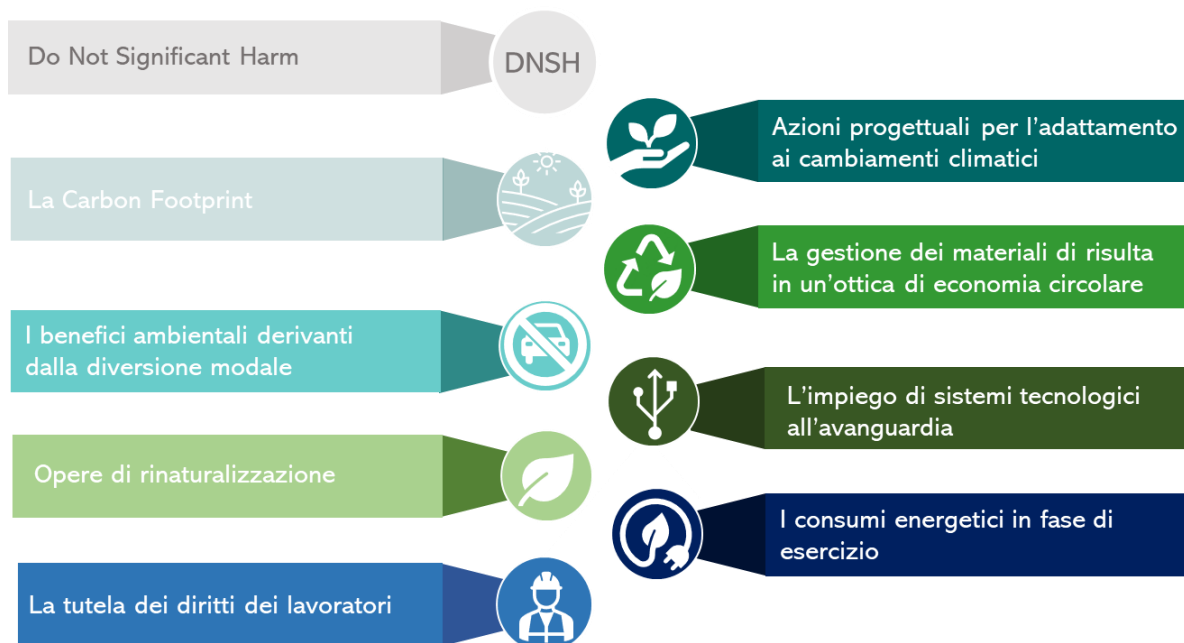 Do Not Significant Harm
DNSH
La Carbon Footprint
I benefici ambientali derivanti
dalla diversione modale
Opere di rinaturalizzazione
La tutela dei diritti dei lavoratori
Azioni progettuali per l'adattamento
ai cambiamenti climatici
La gestione dei materiali di risulta
in un'ottica di economia circolare
L'impiego di sistemi tecnologici
all'avanguardia
I consumi energetici in fase di
esercizio